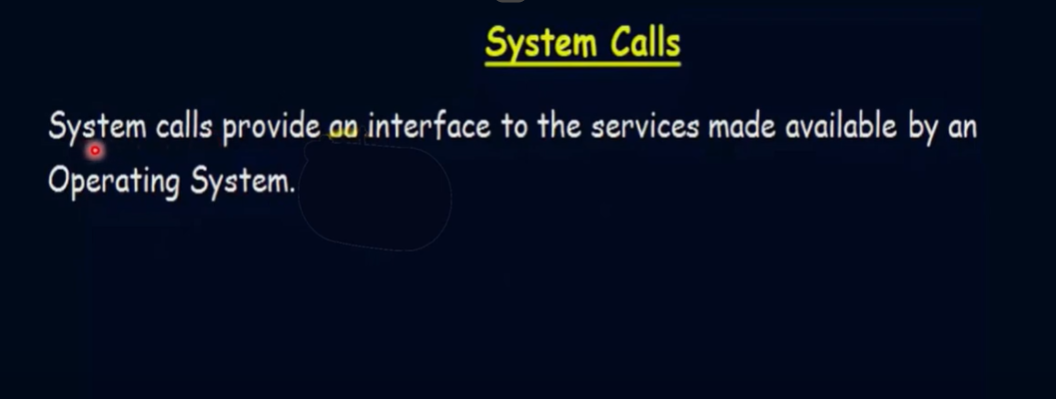 System Calls
System calls provide an interface to the services made available by an
Operating System.